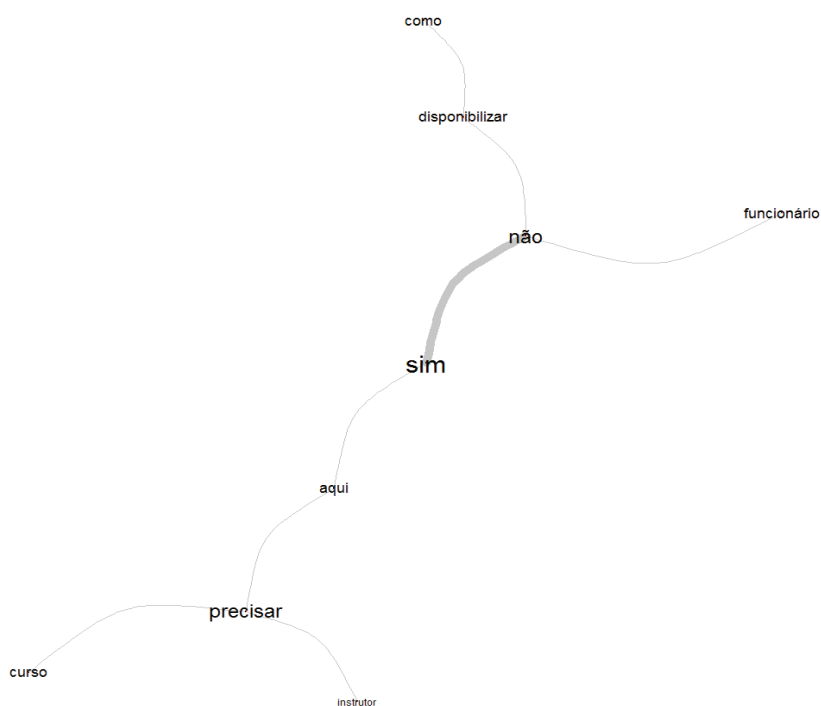 como
disponibilizar
funcionário
não
sim
aqui
precisar
curso
instrutor